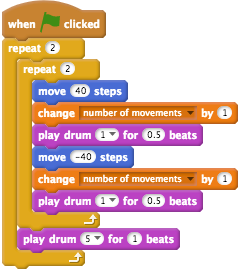 when clicked
repeat 2
repeat 2
move 40 steps
change number of movements by 1
play drum 1 for 0.5 beats
move -40 steps
change number of movements by 1
play drum 1 for 0.5 beats
play drum 5 for 1 beats